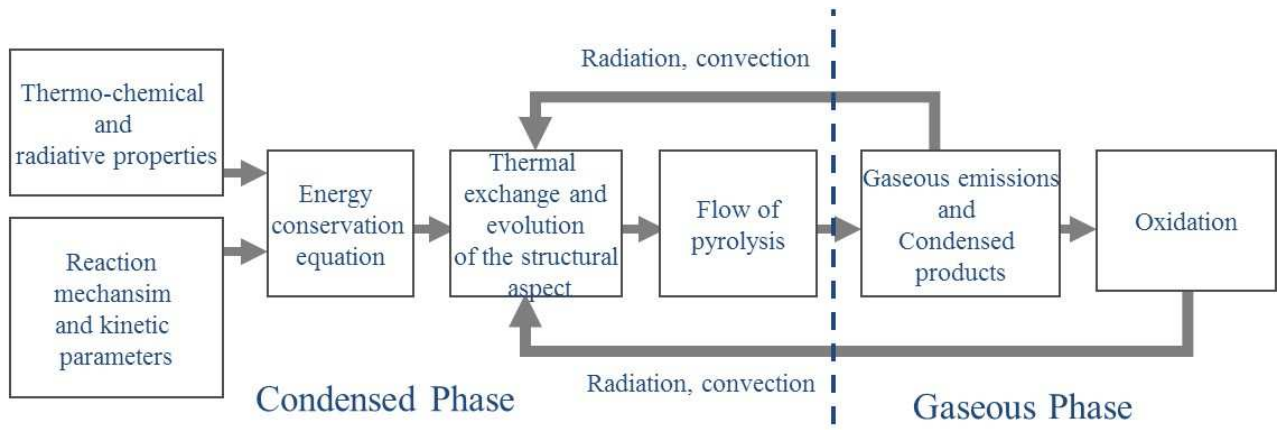 Radiation, convection
Thermo-chemical
and
radiative properties
Reaction
mechansim
and kinetic
parameters
Energy
conservation
equation
Thermal
exchange and
evolution
of the structural
aspect
Flow of
pyrolysis
Gaseous emissions
and
Condensed
products
Oxidation
Radiation, convection
Condensed Phase
Gaseous Phase